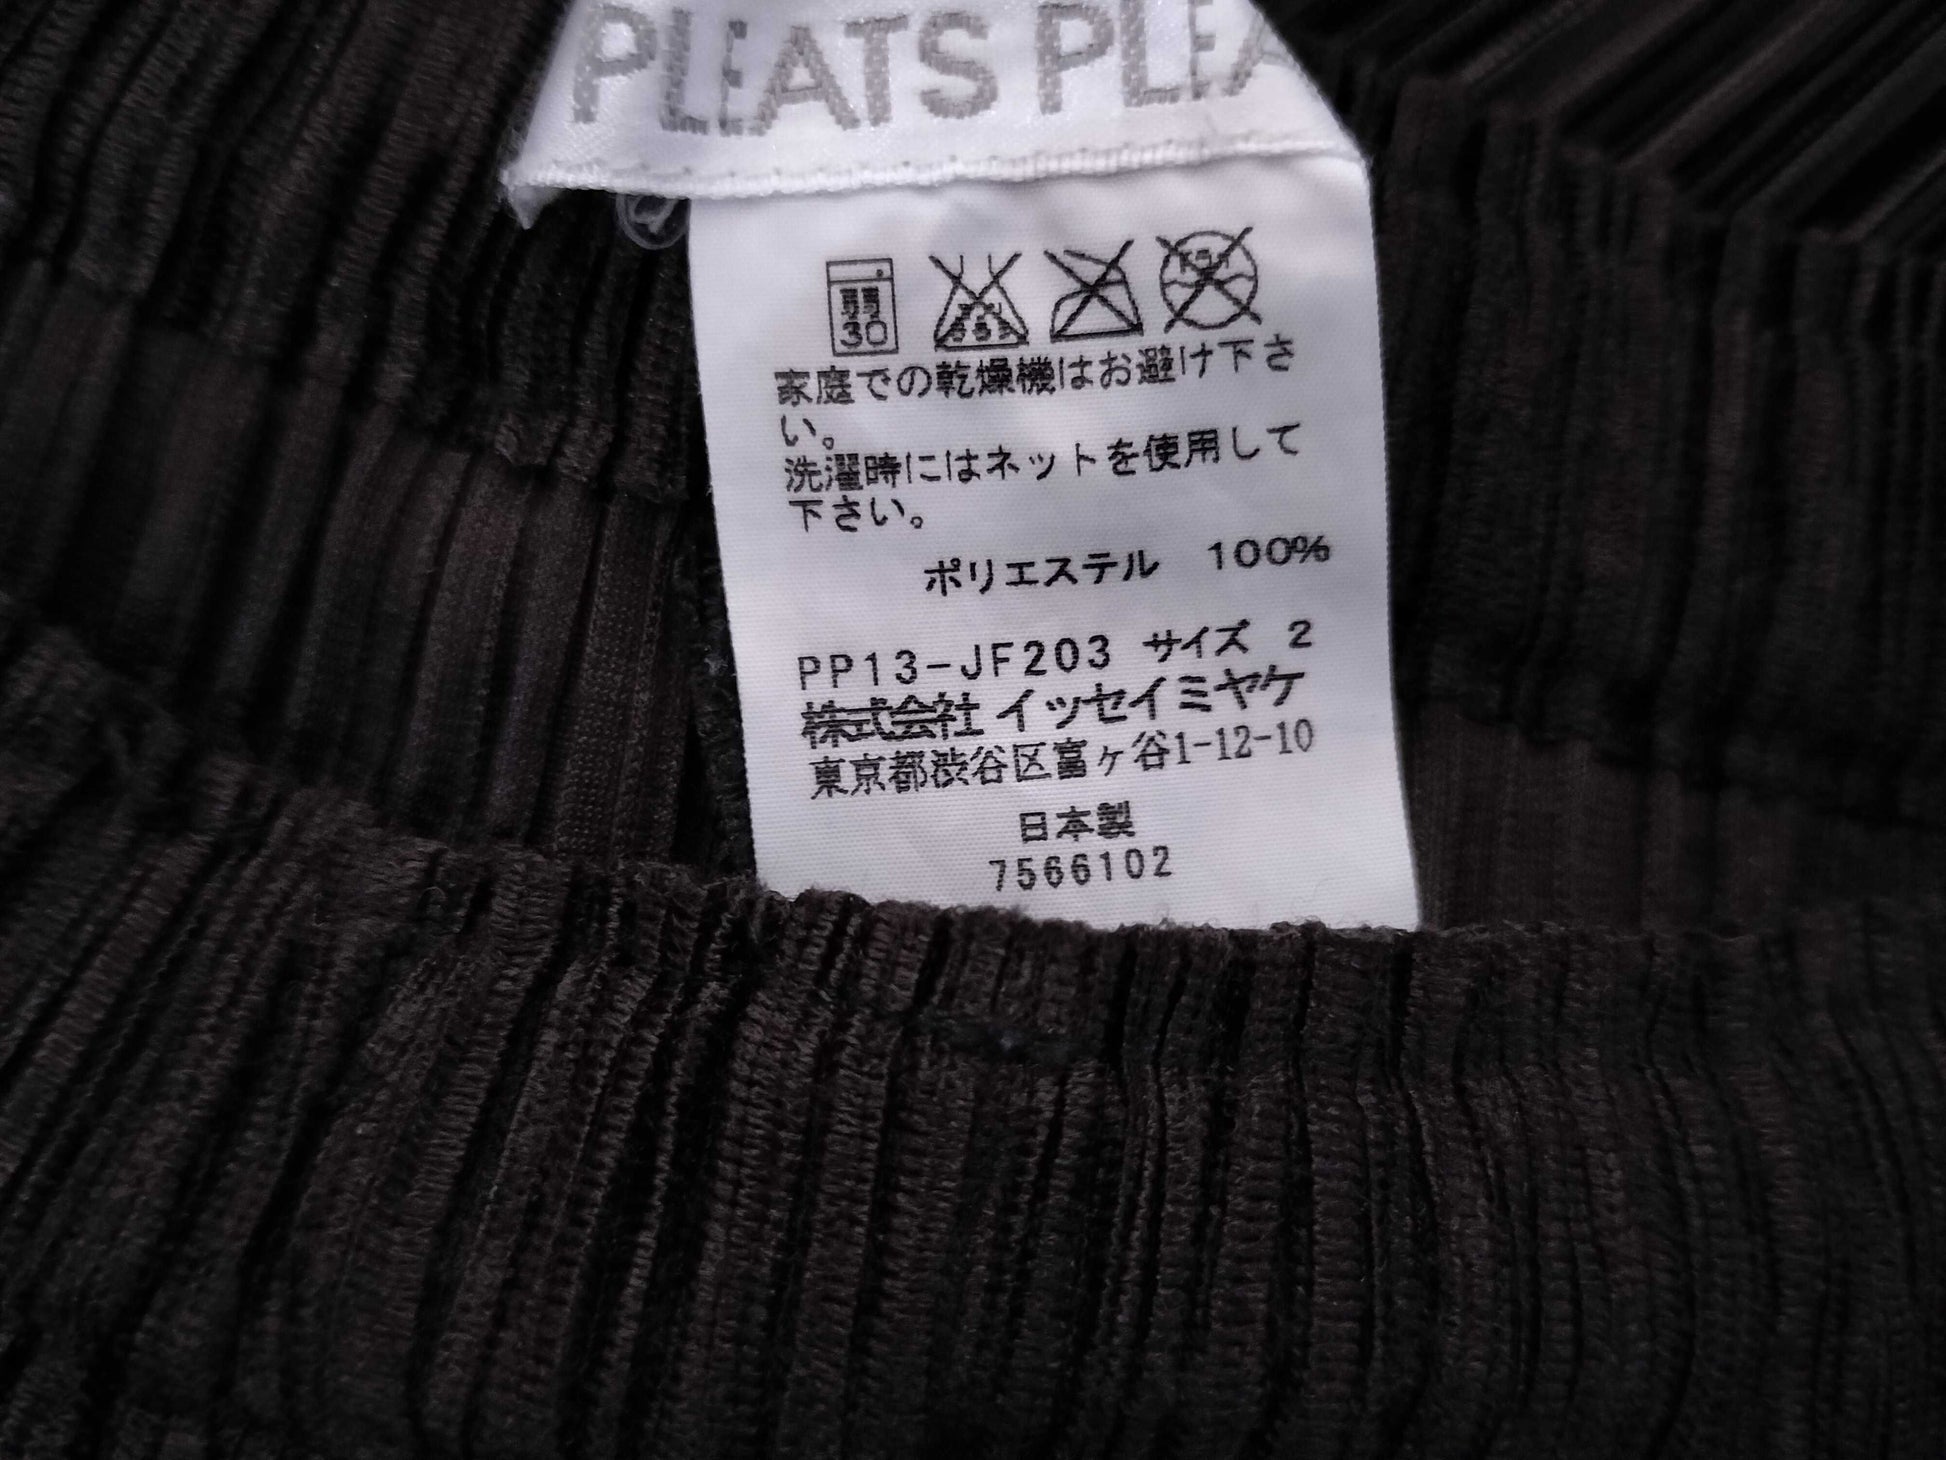 PLEATS PLEA
弱
30
家庭での乾燥機はお避け下さ
い。
洗濯時にはネットを使用して
下さい。
ポリエステル 100%
PP13-JF203 サイズ 2
株式会社 イッセイミヤケ
東京都渋谷区富ヶ谷1-12-10
日本製
7566102